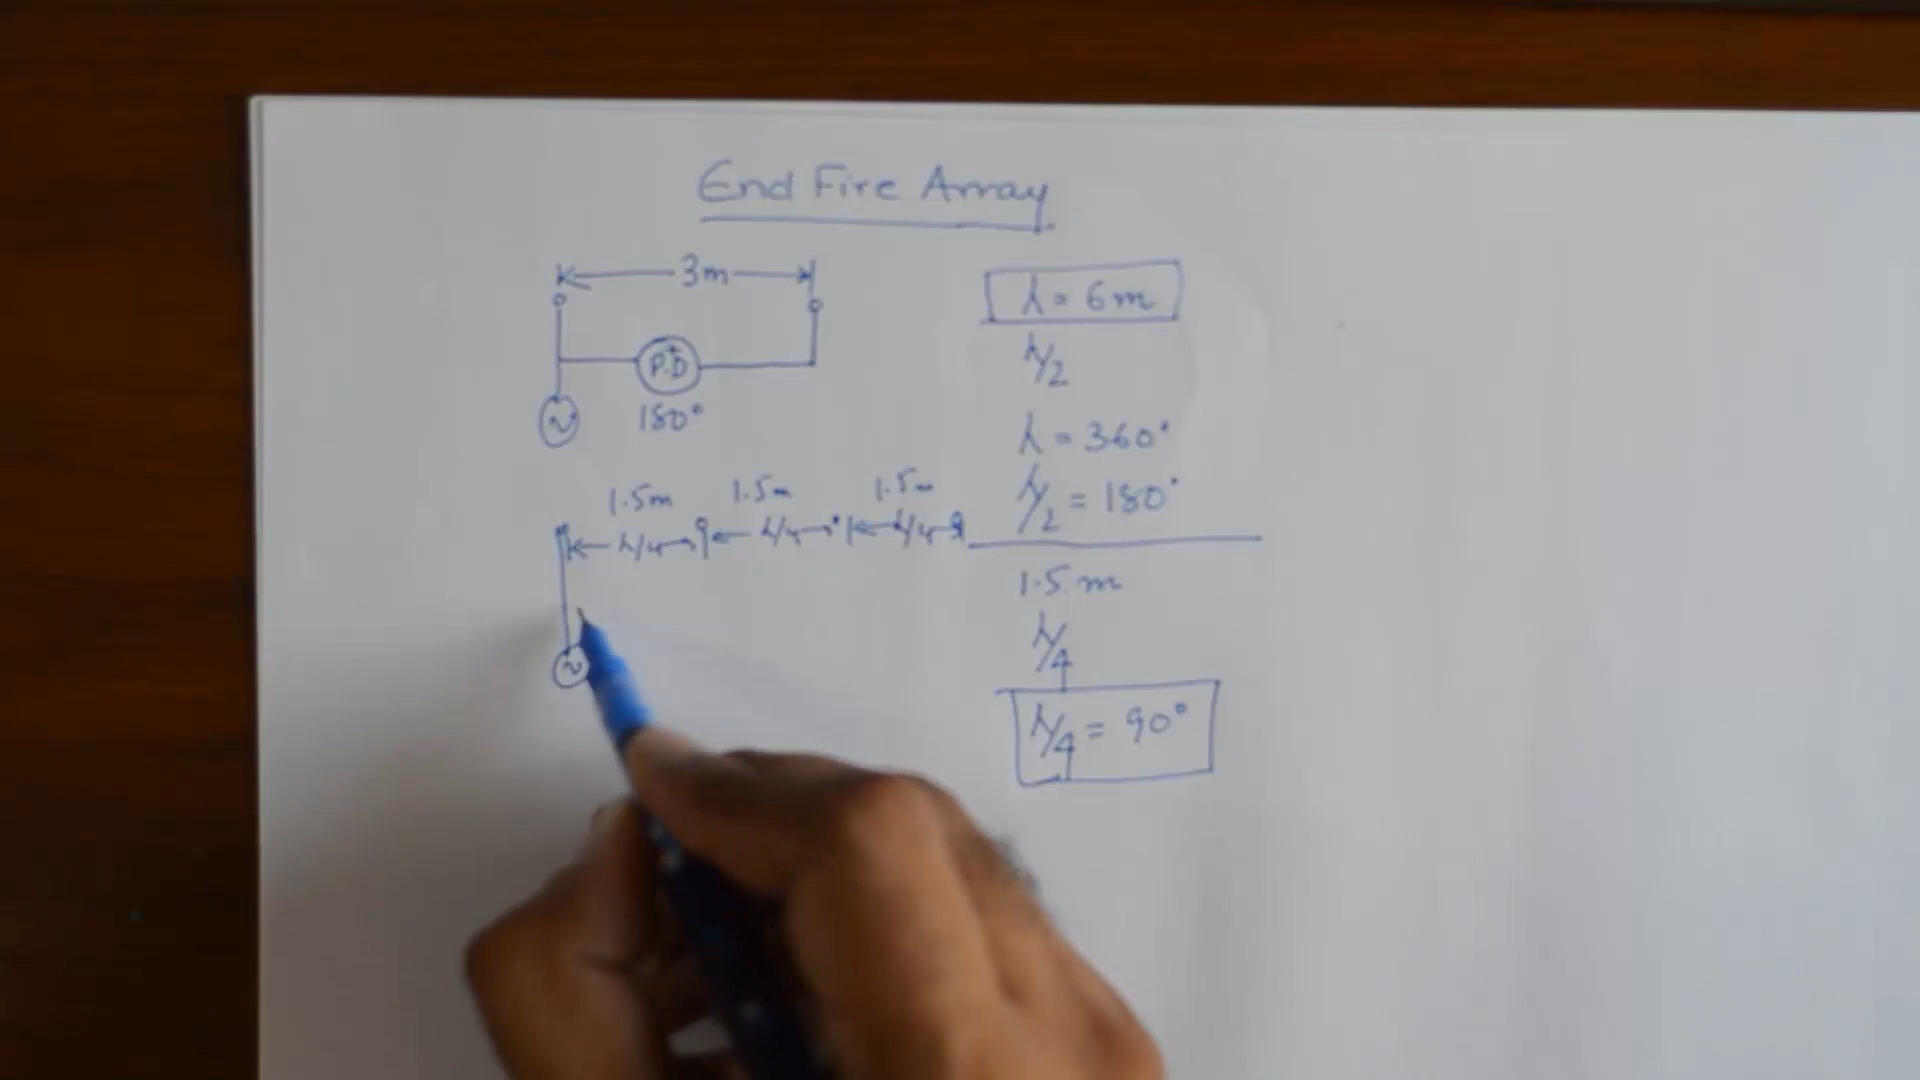 End Fire Array
3m
P.D
~
180°
λ = 6m
λ/2
λ = 360°
λ/2 = 180°
1.5m 1.5m 1.5m
λ/4 λ/4 λ/4
~
1.5 m
λ/4
λ/4 = 90°